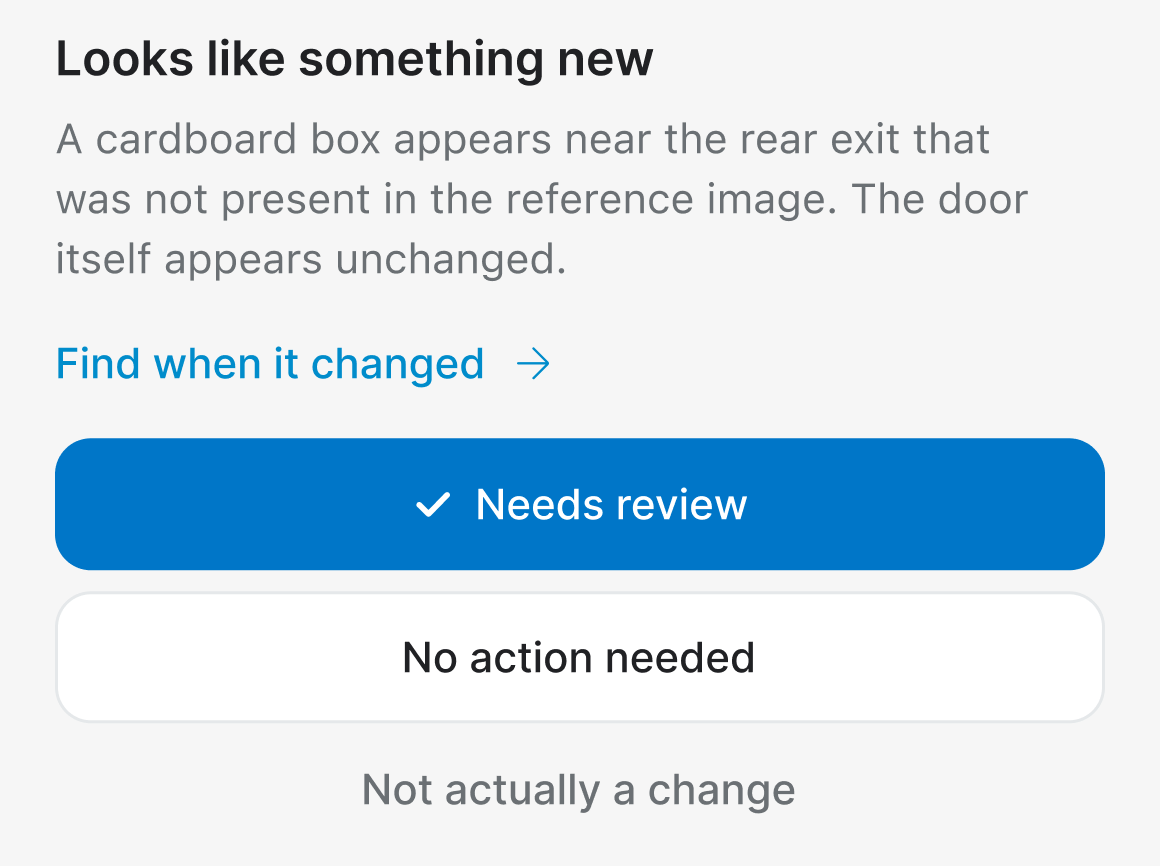 Looks like something new
A cardboard box appears near the rear exit that
was not present in the reference image. The door
itself appears unchanged.
Find when it changed
Needs review
No action needed
Not actually a change